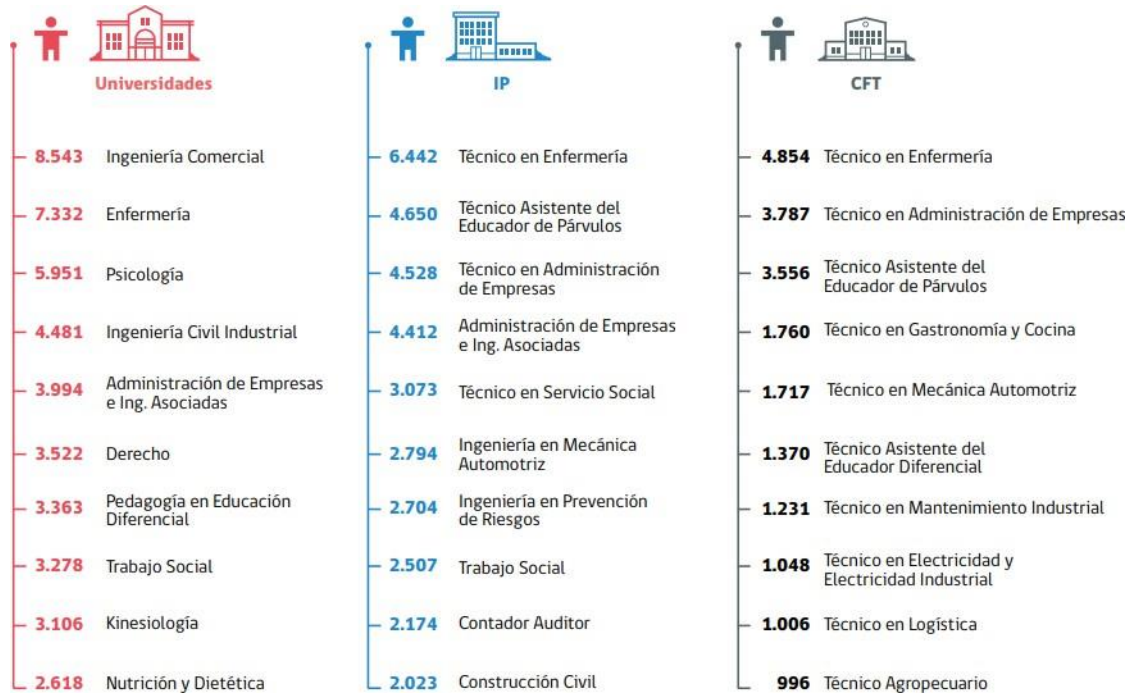 Universidades
8.543 Ingeniería Comercial
7.332 Enfermería
5.951 Psicología
4.481 Ingeniería Civil Industrial
3.994 Administración de Empresas
e Ing. Asociadas
3.522 Derecho
3.363 Pedagogía en Educación
Diferencial
3.278 Trabajo Social
3.106 Kinesiología
2.618 Nutrición y Dietética
IP
6.442 Técnico en Enfermería
4.650 Técnico Asistente del
Educador de Párvulos
4.528 Técnico en Administración
de Empresas
4.412 Administración de Empresas
e Ing. Asociadas
3.073 Técnico en Servicio Social
2.794 Ingeniería en Mecánica
Automotriz
2.704 Ingeniería en Prevención
de Riesgos
2.507 Trabajo Social
2.174 Contador Auditor
2.023 Construcción Civil
CFT
4.854 Técnico en Enfermería
3.787 Técnico en Administración de Empresas
3.556 Técnico Asistente del
Educador de Párvulos
1.760 Técnico en Gastronomía y Cocina
1.717 Técnico en Mecánica Automotriz
1.370 Técnico Asistente del
Educador Diferencial
1.231 Técnico en Mantenimiento Industrial
1.048 Técnico en Electricidad y
Electricidad Industrial
1.006 Técnico en Logística
996 Técnico Agropecuario